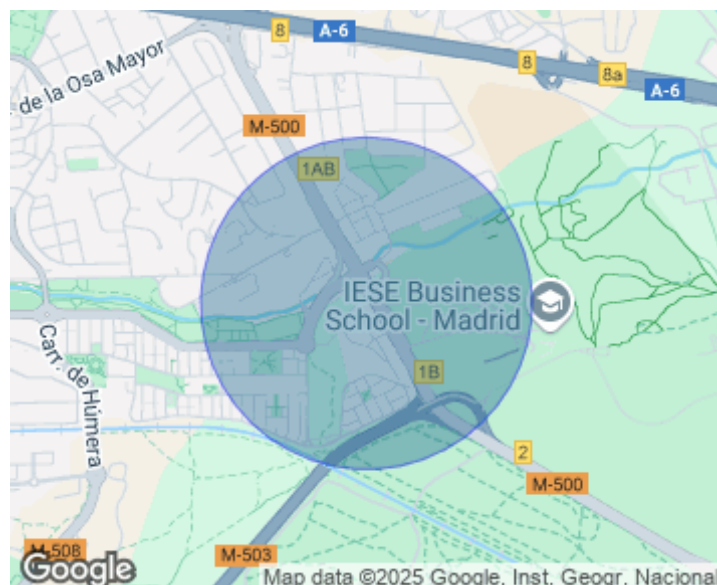 8
A-6
de la Osa Mayor
8
8a
A-6
M-500
1AB
IESE Business
School - Madrid
Carr. de Húmera
1B
2
M-500
M-508
M-503
Google
Map data ©2025 Google, Inst. Geogr. Nacional